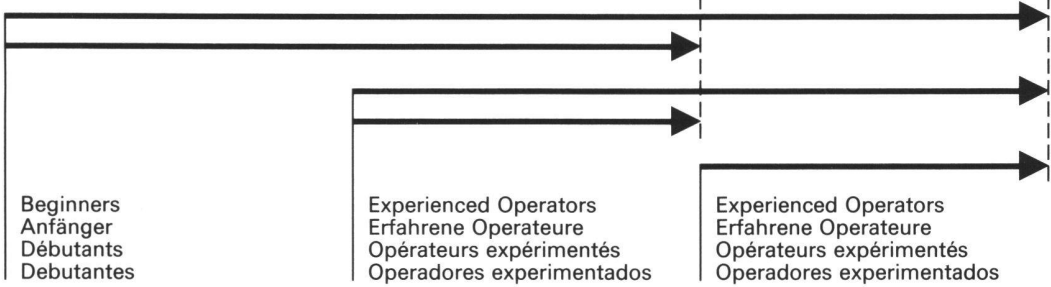 Beginners
Anfänger
Débutants
Debutantes
Experienced Operators
Erfahrene Operateure
Opérateurs expérimentés
Operadores experimentados
Experienced Operators
Erfahrene Operateure
Opérateurs expérimentés
Operadores experimentados